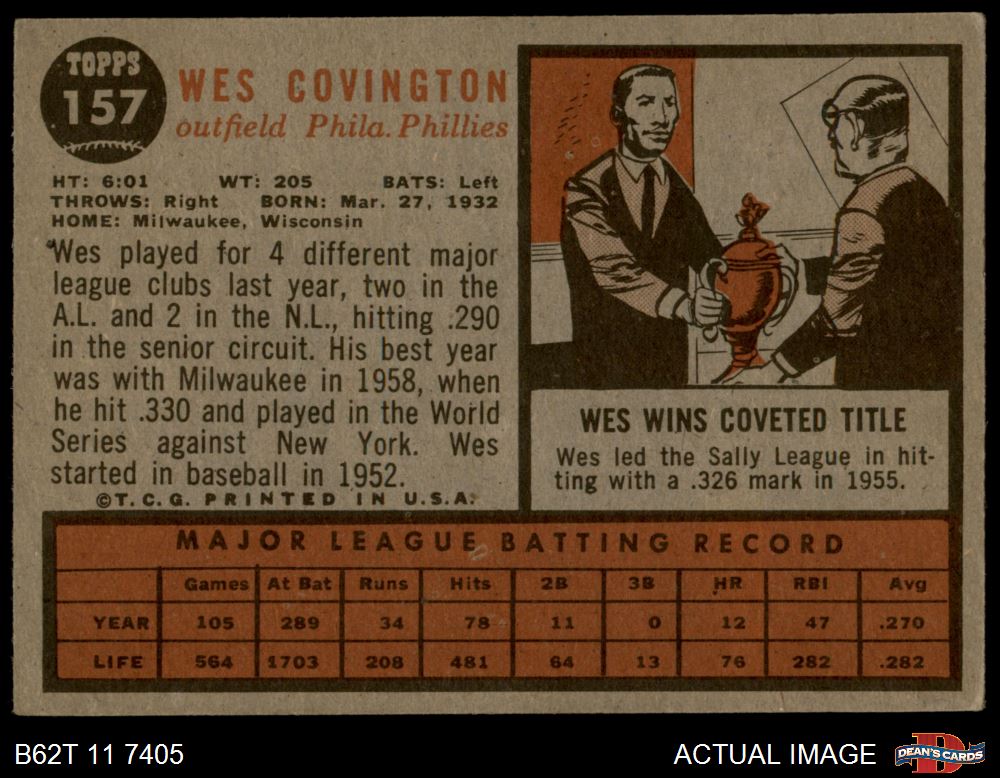 TOPPS
157
WES COVINGTON
outfield Phila. Phillies
HT: 6:01 WT: 205 BATS: Left
THROWS: Right BORN: Mar. 27, 1932
HOME: Milwaukee, Wisconsin
Wes played for 4 different major
league clubs last year, two in the
A.L. and 2 in the N.L., hitting .290
in the senior circuit. His best year
was with Milwaukee in 1958, when
he hit .330 and played in the World
Series against New York. Wes
started in baseball in 1952.
©T.C.G. PRINTED IN U.S.A.
WES WINS COVETED TITLE
Wes led the Sally League in hit-
ting with a .326 mark in 1955.
MAJOR LEAGUE BATTING RECORD
Games At Bat Runs Hits 2B 3B HR RBI Avg
YEAR 105 289 34 78 11 0 12 47 .270
LIFE 564 1703 208 481 64 13 76 282 .282
B62T 11 7405
ACTUAL IMAGE
D
DEAN'S CARDS